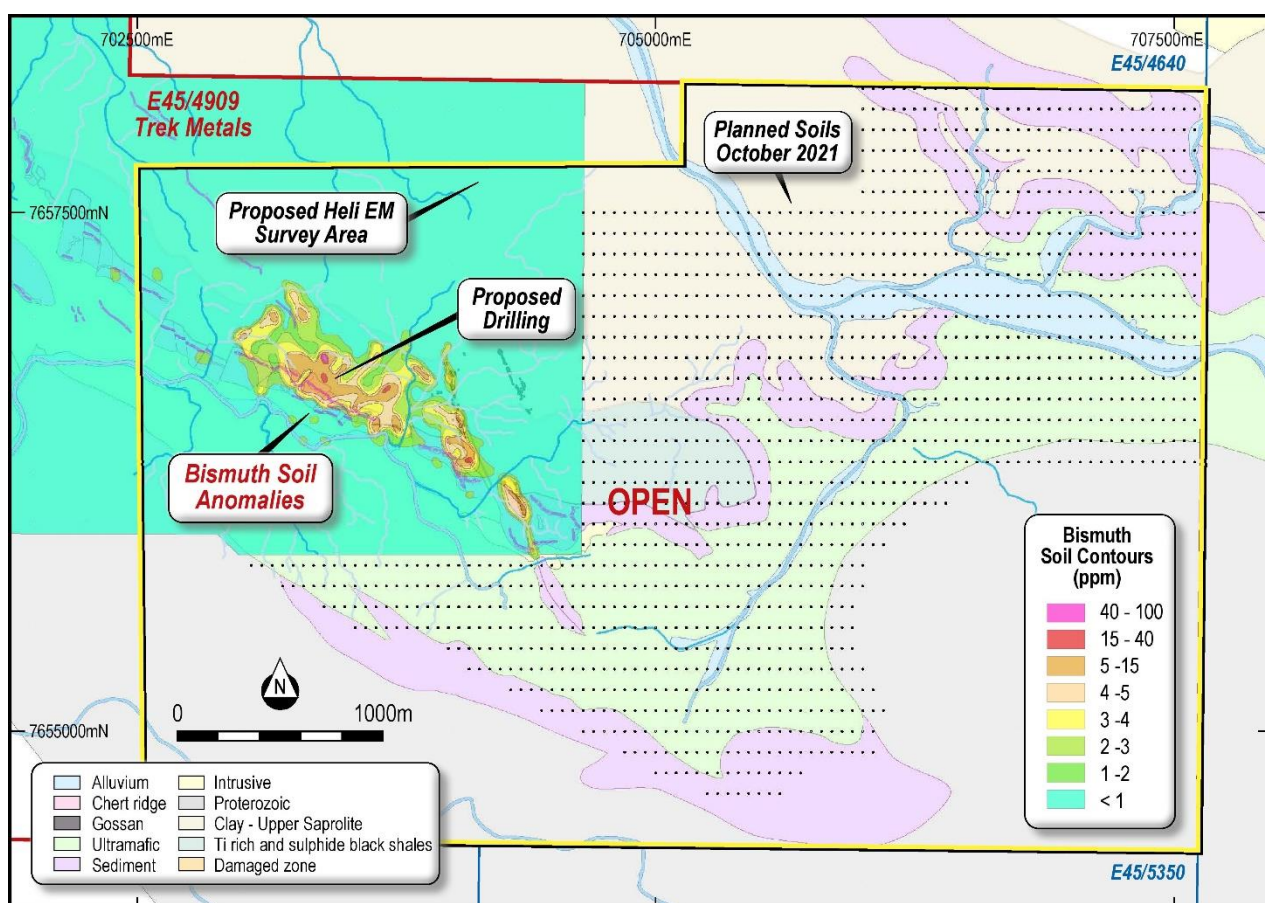 702500mE
705000mE
707500mE
E45/4640
E45/4909
Trek Metals
Planned Soils
October 2021
Proposed Heli EM
Survey Area
7657500mN
Proposed
Drilling
Bismuth Soil
Anomalies
OPEN
Bismuth
Soil Contours
(ppm)
40 - 100
15 - 40
5 -15
4 -5
3 -4
2 -3
1 -2
< 1
N
0 1000m
7655000mN
Alluvium
Chert ridge
Gossan
Ultramafic
Sediment
Intrusive
Proterozoic
Clay - Upper Saprolite
Ti rich and sulphide black shales
Damaged zone
E45/5350